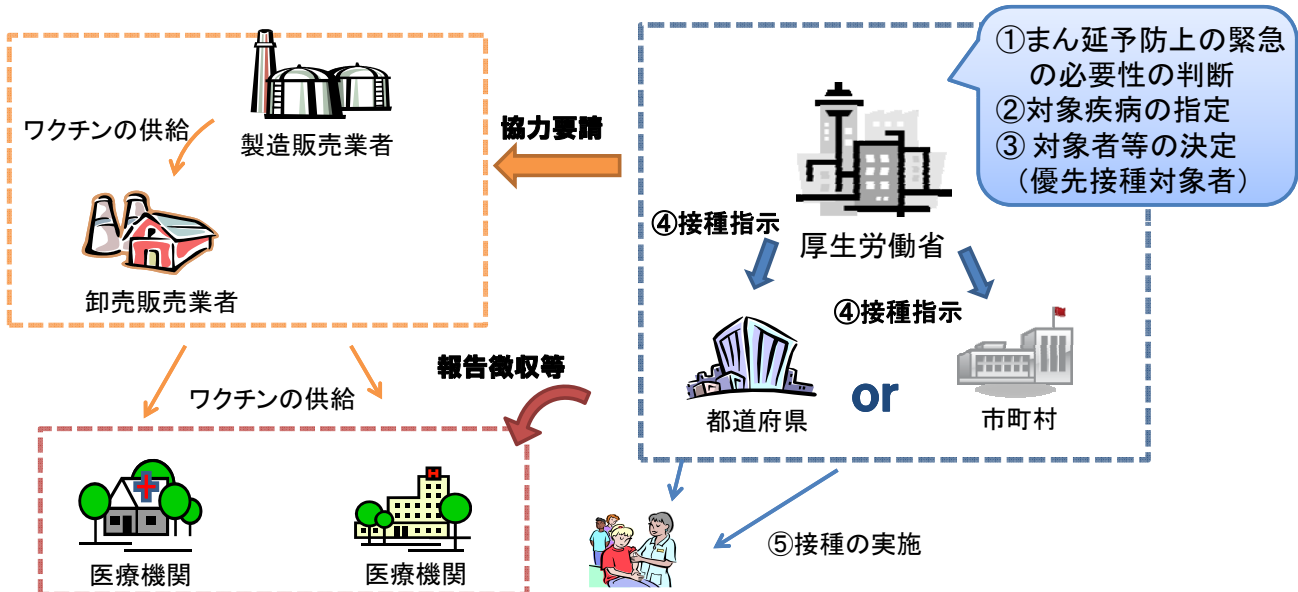 ①まん延予防上の緊急
の必要性の判断
②対象疾病の指定
③ 対象者等の決定
（優先接種対象者）
ワクチンの供給
製造販売業者
協力要請
卸売販売業者
④接種指示
厚生労働省
④接種指示
都道府県
or
市町村
報告徴収等
ワクチンの供給
医療機関
医療機関
H
⑤接種の実施